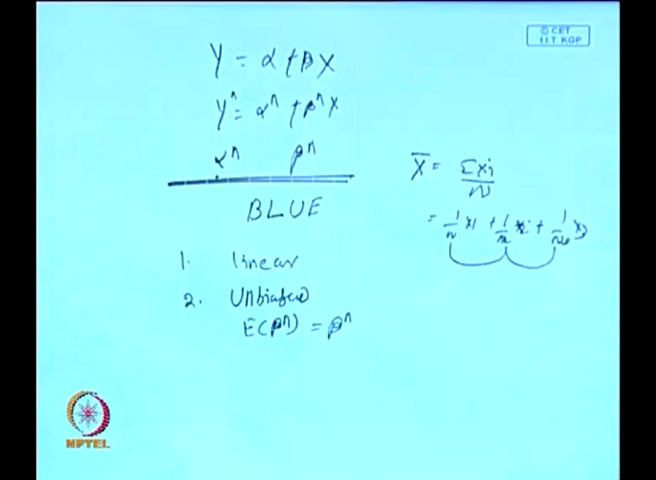 © CET
I.I.T. KGP
Y = α + βX
Y^ = α^ + β^ X
α^ β^
BLUE
1. linear
2. Unbiased
E(β^) = β^
X̄ = Σxi / n
= 1/n x1 + 1/n x2 + 1/n x3
NPTEL